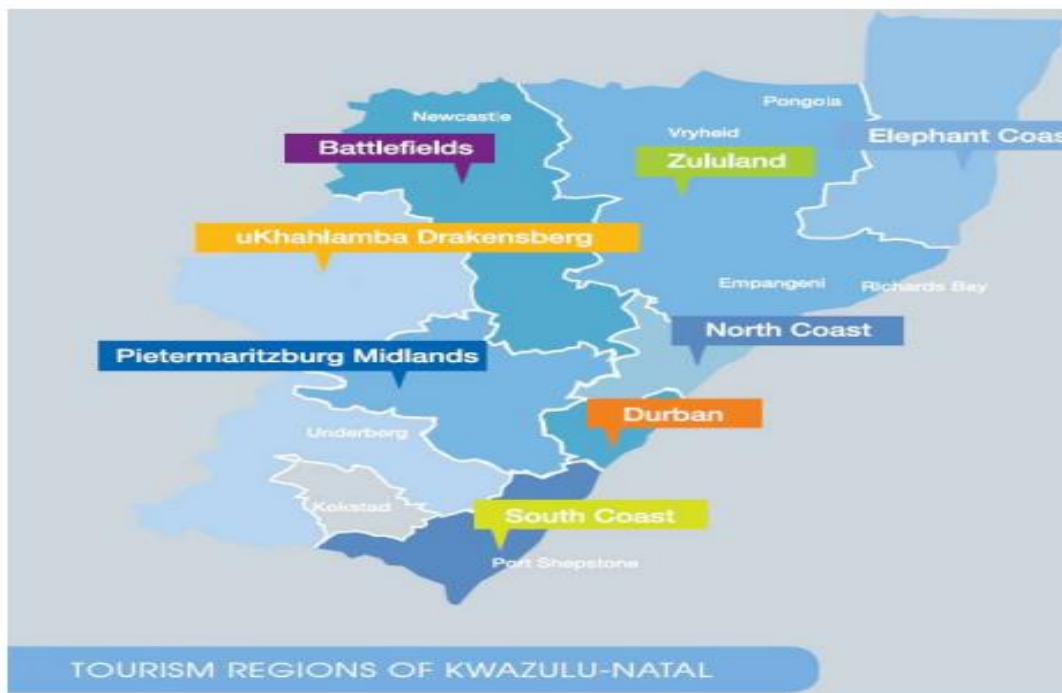 Newcastle
Pongola
Vryheid
Battlefields
Elephant Coas
Zululand
uKhahlamba Drakensberg
Empangeni
Richards Bay
North Coast
Pietermaritzburg Midlands
Durban
Underberg
Kokstad
South Coast
Port Shepstone
TOURISM REGIONS OF KWAZULU-NATAL